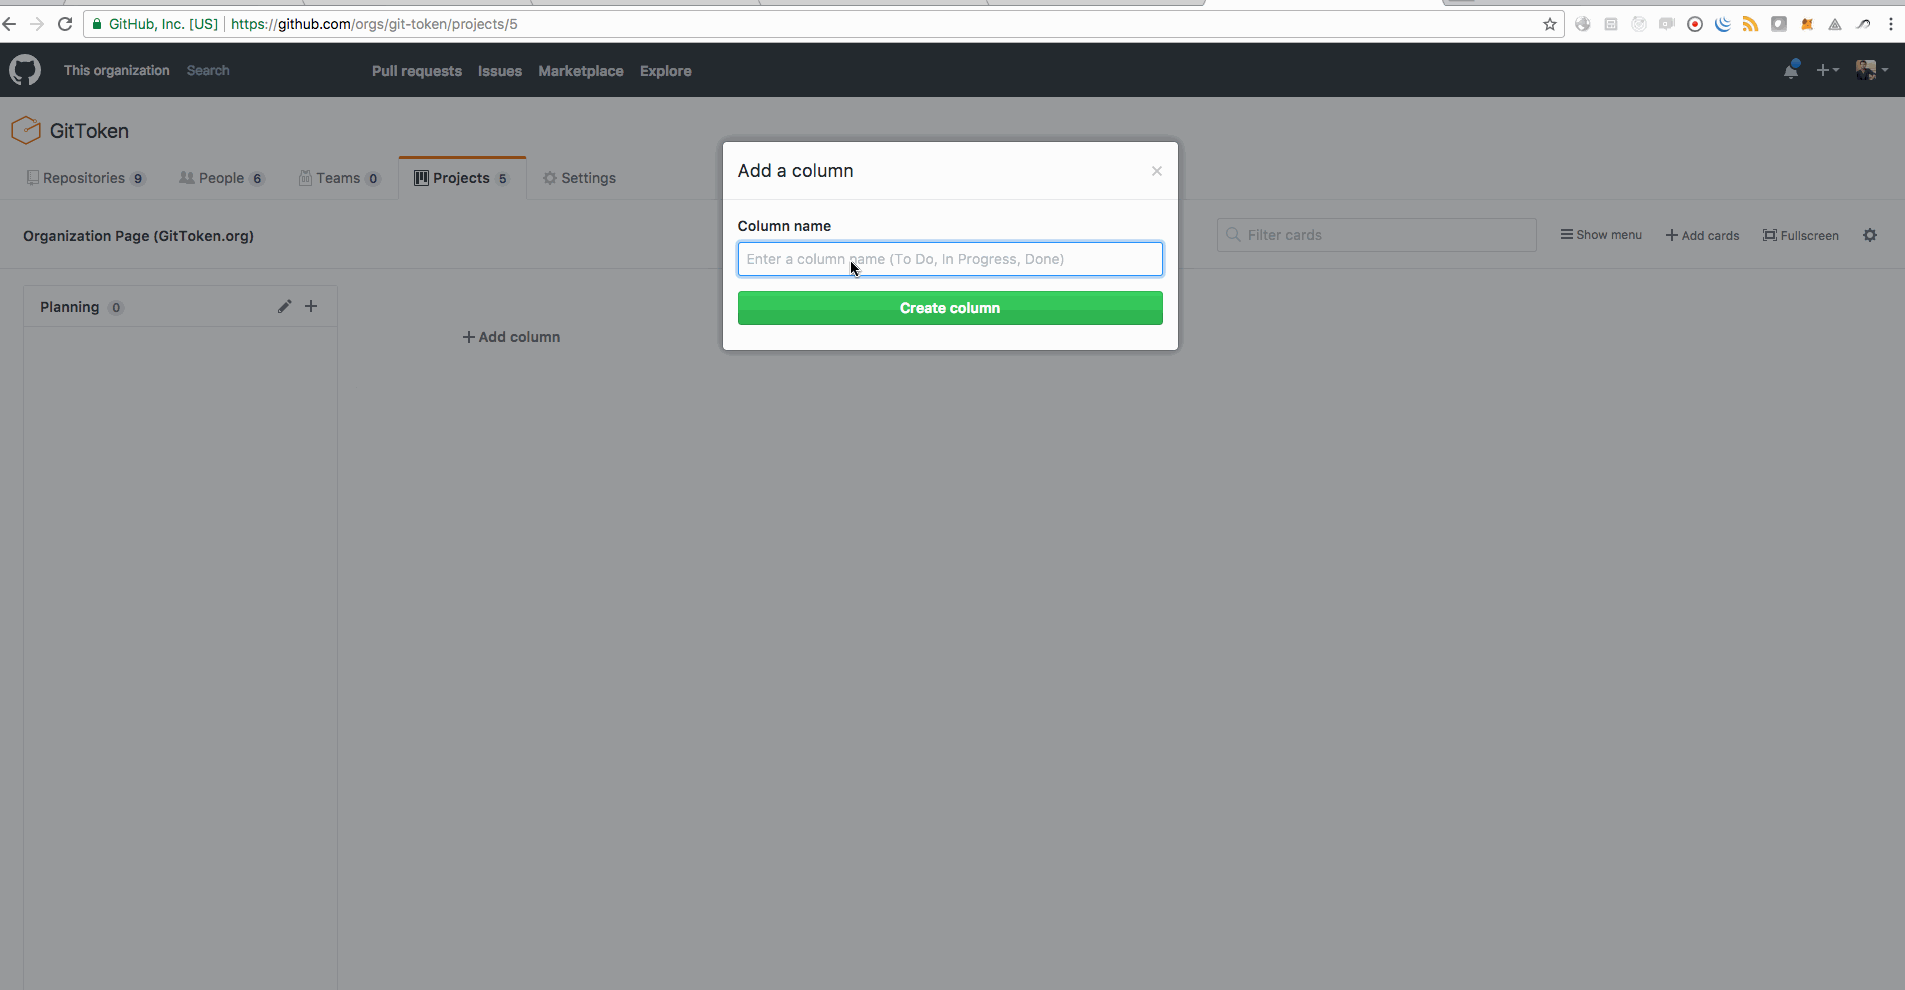 GitHub, Inc. [US] https://github.com/orgs/git-token/projects/5
This organization Search Pull requests Issues Marketplace Explore
GitToken
Repositories 9 People 6 Teams 0 Projects 5 Settings
Organization Page (GitToken.org)
Filter cards Show menu Add cards Fullscreen
Planning 0
Add column
Add a column
Column name
Enter a column name (To Do, In Progress, Done)
Create column